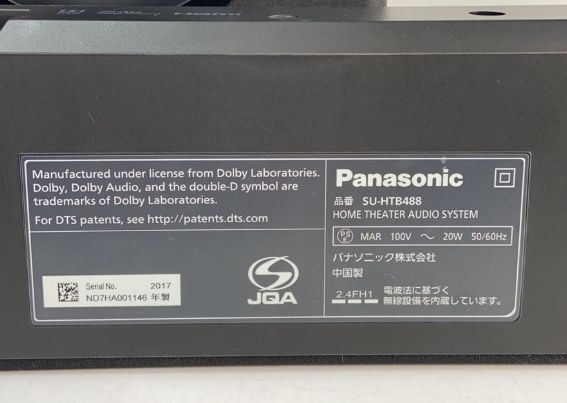 HDMI
Manufactured under license from Dolby Laboratories.
Dolby, Dolby Audio, and the double-D symbol are
trademarks of Dolby Laboratories.
For DTS patents, see http://patents.dts.com
Serial No. 2017
ND7HA001146 年製
JQA
Panasonic
品番 SU-HTB488
HOME THEATER AUDIO SYSTEM
PSE MAR 100V ～ 20W 50/60Hz
パナソニック株式会社
中国製
2.4FH1 電波法に基づく
無線設備を内蔵しています。